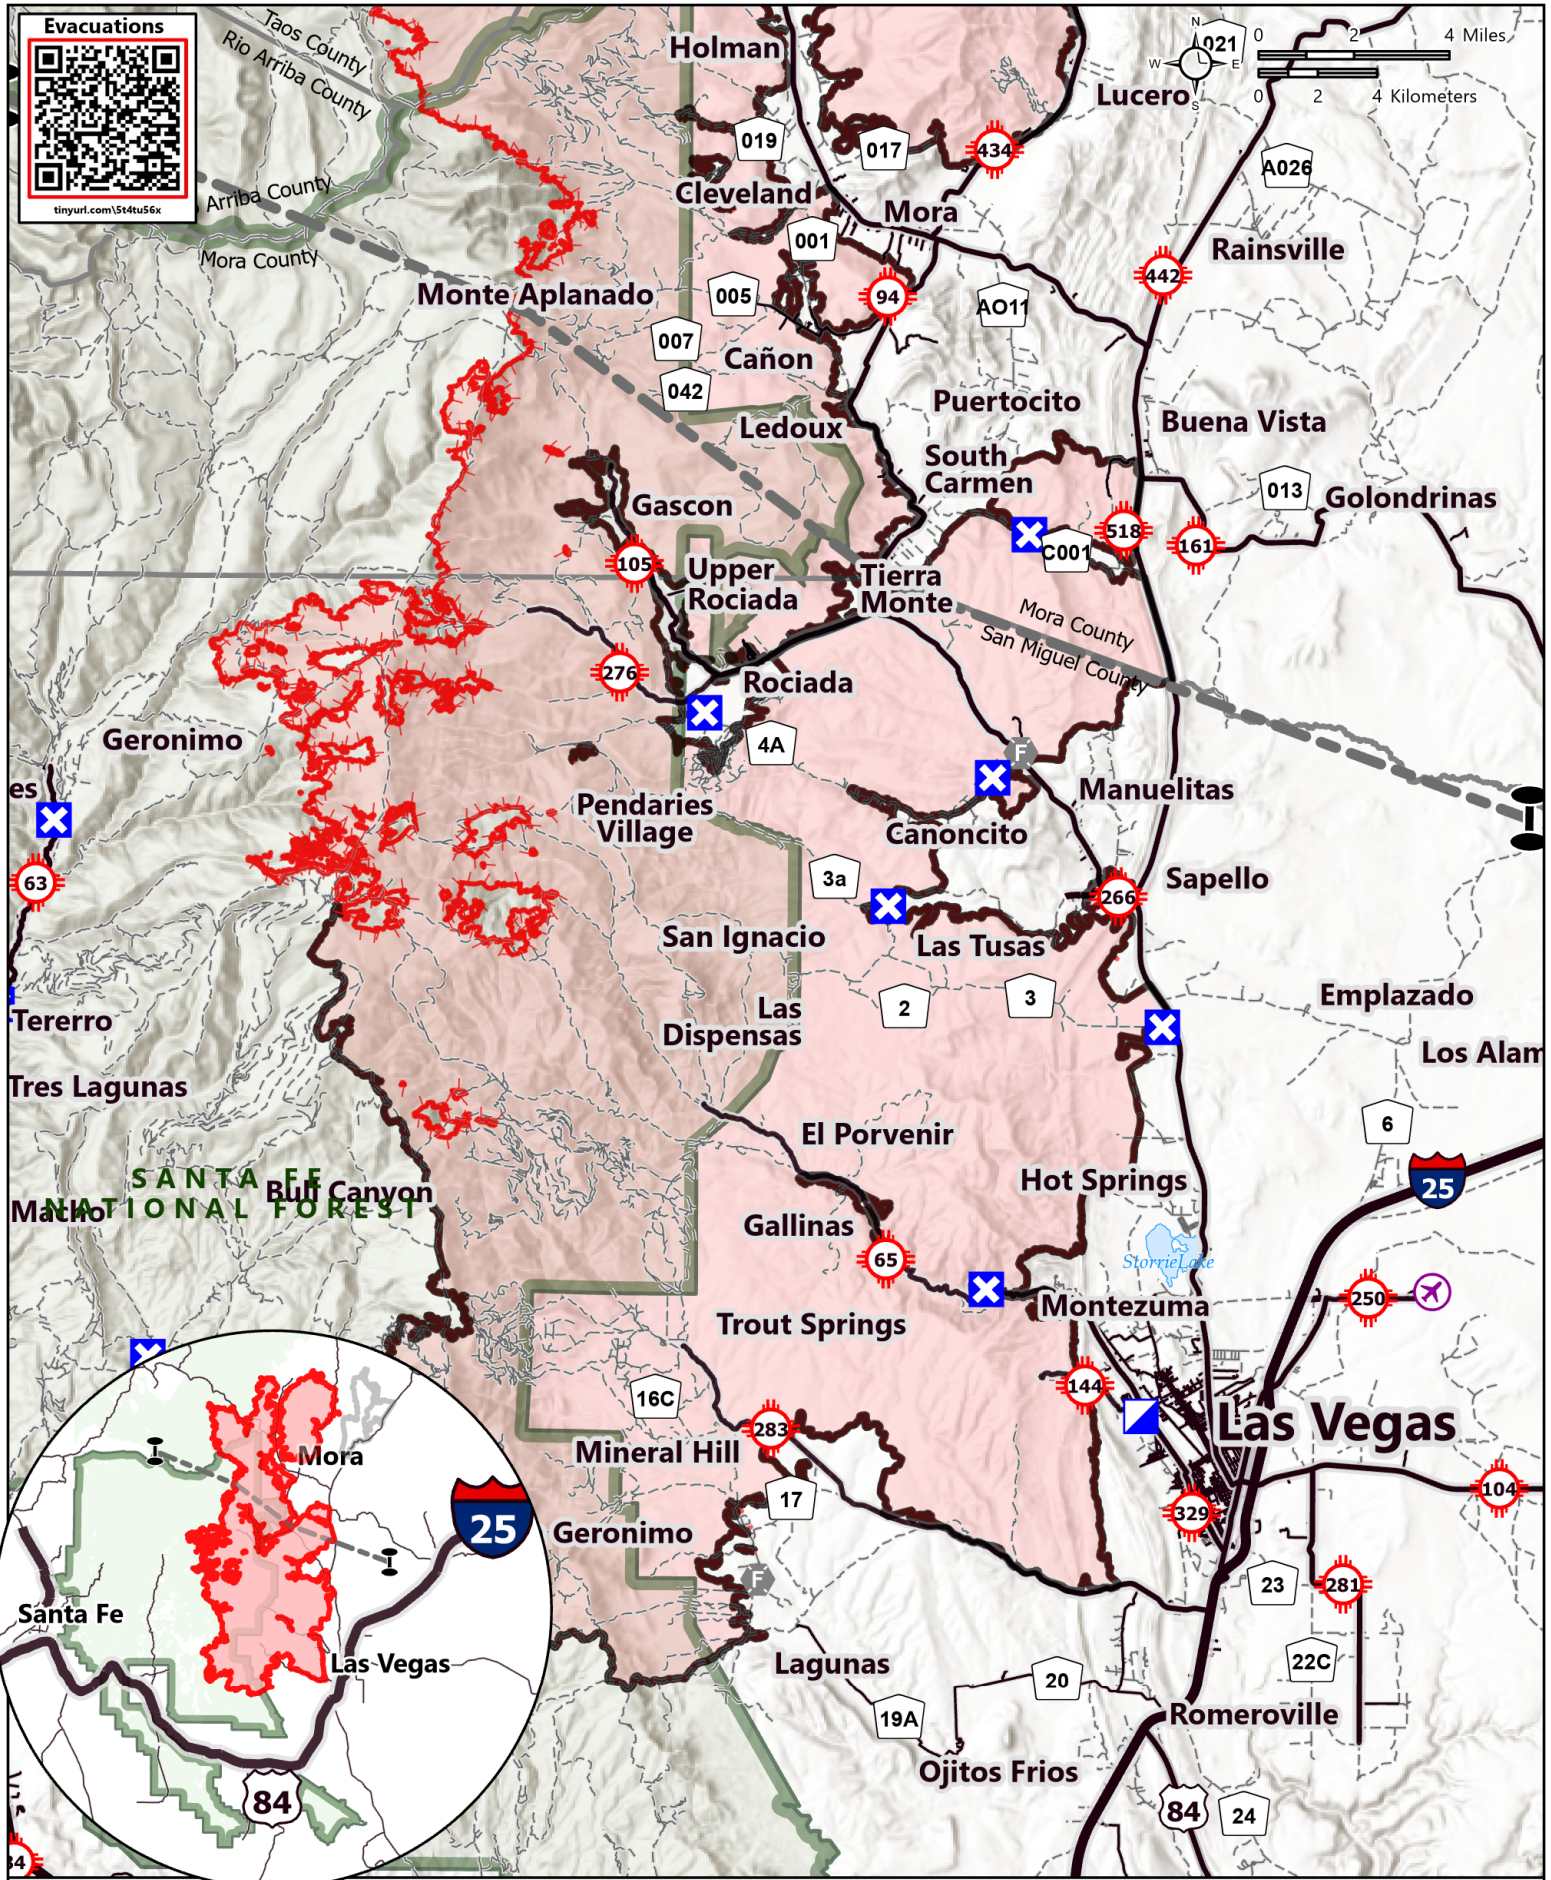 Evacuations
tinyurl.com\5t4tu56x
Taos County
Rio Arriba County
Arriba County
Mora County
Holman
021
N
W
E
S
0
2
4 Miles
0
2
4 Kilometers
Lucero
019
017
434
A026
Cleveland
Mora
001
Rainsville
442
Monte Aplanado
005
94
AO11
007
Cañon
042
Puertocito
Ledoux
Buena Vista
South
Carmen
Gascon
013
Golondrinas
518
161
C001
105
Upper
Rociada
Tierra
Monte
Mora County
San Miguel County
276
Rociada
Geronimo
4A
F
es
Manuelitas
Pendaries
Village
Canoncito
63
3a
266
Sapello
San Ignacio
Las Tusas
Las
Dispensas
2
3
Emplazado
Tererro
Los Alam
Tres Lagunas
6
El Porvenir
SANTA FE
NATIONAL FOREST
Bull Canyon
Macho
Hot Springs
25
Gallinas
65
StorrieLake
250
Montezuma
Trout Springs
144
16C
283
Las Vegas
Mineral Hill
Mora
17
104
329
25
Geronimo
F
23
281
Santa Fe
Las Vegas
Lagunas
22C
20
19A
Romeroville
Ojitos Frios
84
84
24
34